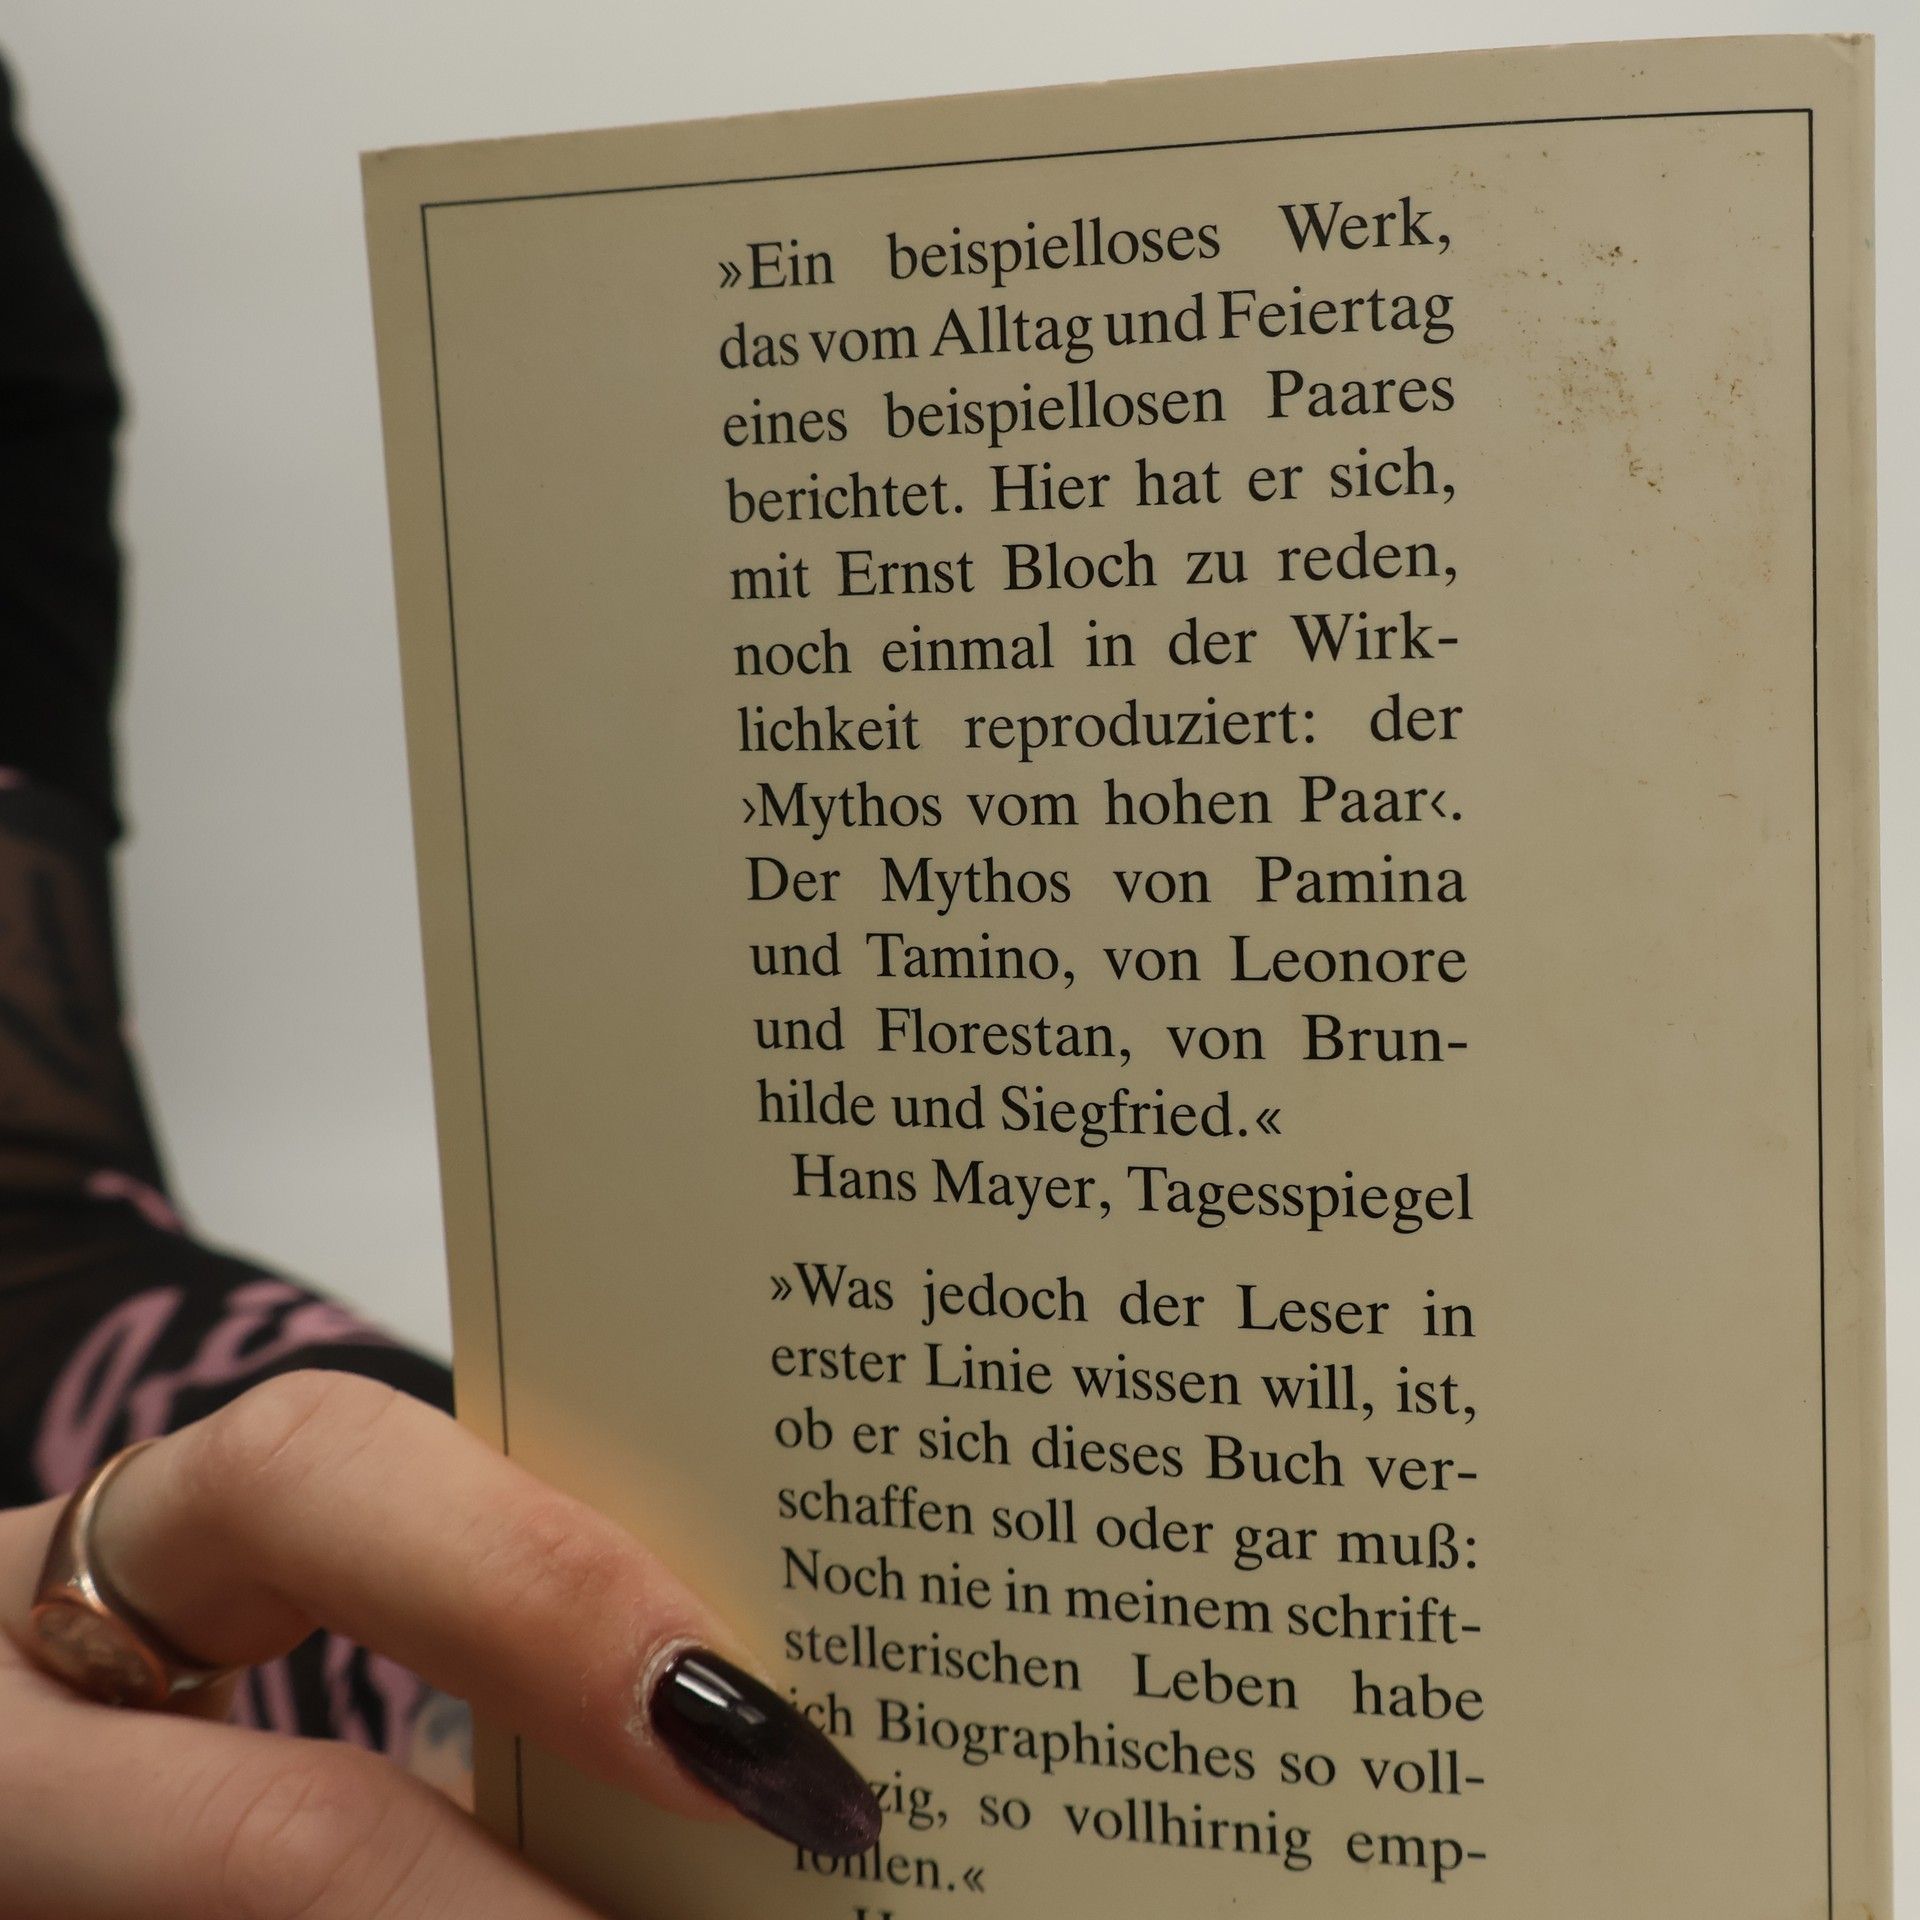 »Ein beispielloses Werk,
das vom Alltag und Feiertag
eines beispiellosen Paares
berichtet. Hier hat er sich,
mit Ernst Bloch zu reden,
noch einmal in der Wirk-
lichkeit reproduziert: der
›Mythos vom hohen Paar‹.
Der Mythos von Pamina
und Tamino, von Leonore
und Florestan, von Brun-
hilde und Siegfried.«
Hans Mayer, Tagesspiegel
»Was jedoch der Leser in
erster Linie wissen will, ist,
ob er sich dieses Buch ver-
schaffen soll oder gar muß:
Noch nie in meinem schrift-
stellerischen Leben habe
ich Biographisches so voll-
zig, so vollhirnig emp-
fohlen.«